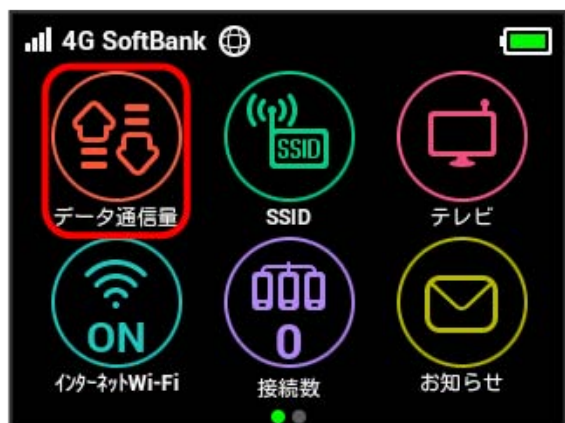 4G SoftBank
SSID
データ通信量
SSID
テレビ
ON
0
インターネットWi-Fi
接続数
お知らせ